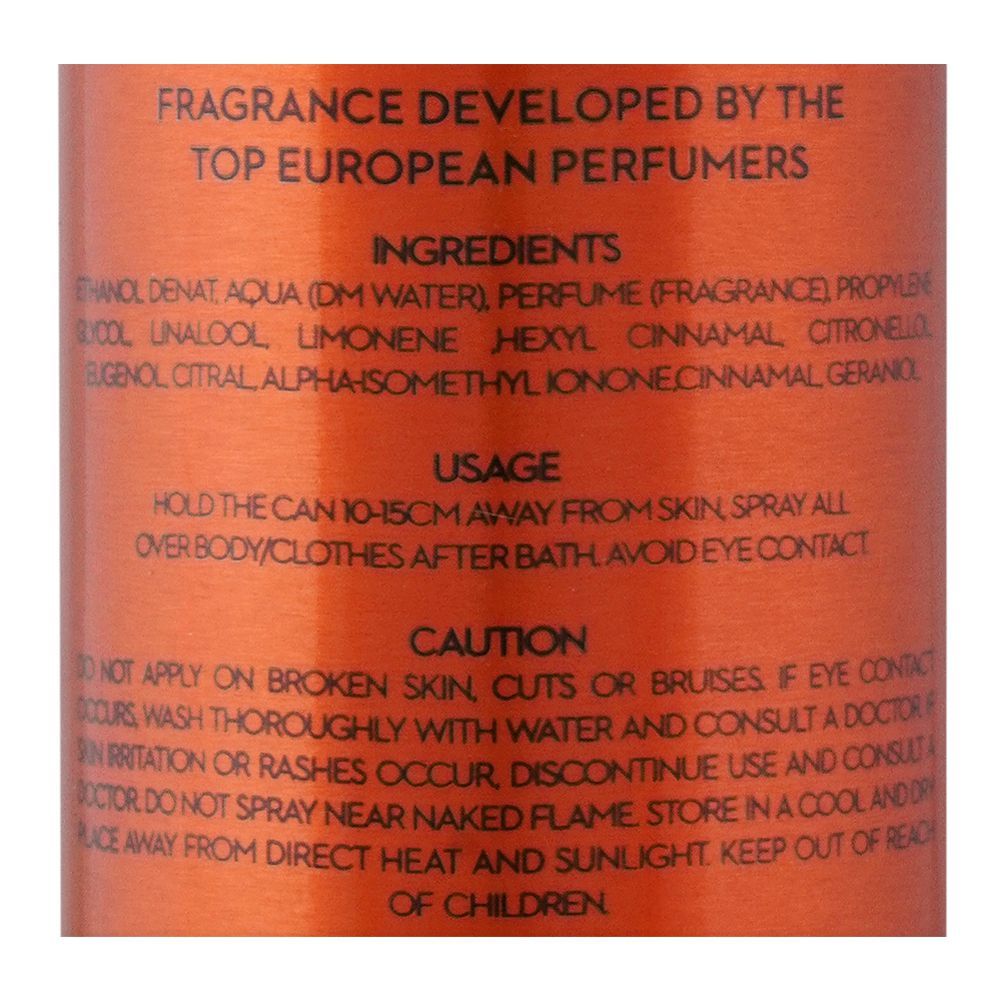 FRAGRANCE DEVELOPED BY THE
TOP EUROPEAN PERFUMERS
INGREDIENTS
ETHANOL DENAT, AQUA (DM WATER), PERFUME (FRAGRANCE), PROPYLENE
GLYCOL, LINALOOL, LIMONENE ,HEXYL CINNAMAL, CITRONELLOL,
EUGENOL, CITRAL, ALPHA-ISOMETHYL IONONE,CINNAMAL, GERANIOL
USAGE
HOLD THE CAN 10-15CM AWAY FROM SKIN, SPRAY ALL
OVER BODY/CLOTHES AFTER BATH. AVOID EYE CONTACT.
CAUTION
DO NOT APPLY ON BROKEN SKIN, CUTS OR BRUISES. IF EYE CONTACT
OCCURS, WASH THOROUGHLY WITH WATER AND CONSULT A DOCTOR. IF
SKIN IRRITATION OR RASHES OCCUR, DISCONTINUE USE AND CONSULT A
DOCTOR. DO NOT SPRAY NEAR NAKED FLAME. STORE IN A COOL AND DRY
PLACE AWAY FROM DIRECT HEAT AND SUNLIGHT. KEEP OUT OF REACH
OF CHILDREN.